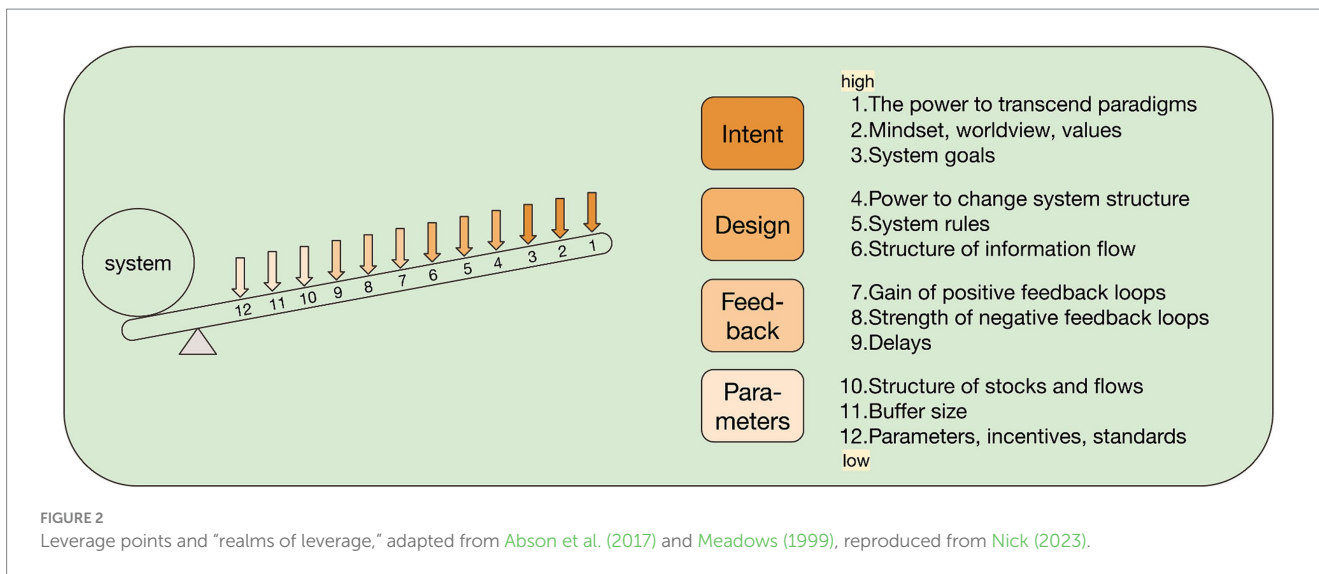 system
12
11
10
9
8
7
6
5
4
3
2
1
Intent
Design
Feed-
back
Para-
meters
high
1.The power to transcend paradigms
2.Mindset, worldview, values
3.System goals
4.Power to change system structure
5.System rules
6.Structure of information flow
7.Gain of positive feedback loops
8.Strength of negative feedback loops
9.Delays
10.Structure of stocks and flows
11.Buffer size
12.Parameters, incentives, standards
low
FIGURE 2
Leverage points and “realms of leverage,” adapted from Abson et al. (2017) and Meadows (1999), reproduced from Nick (2023).